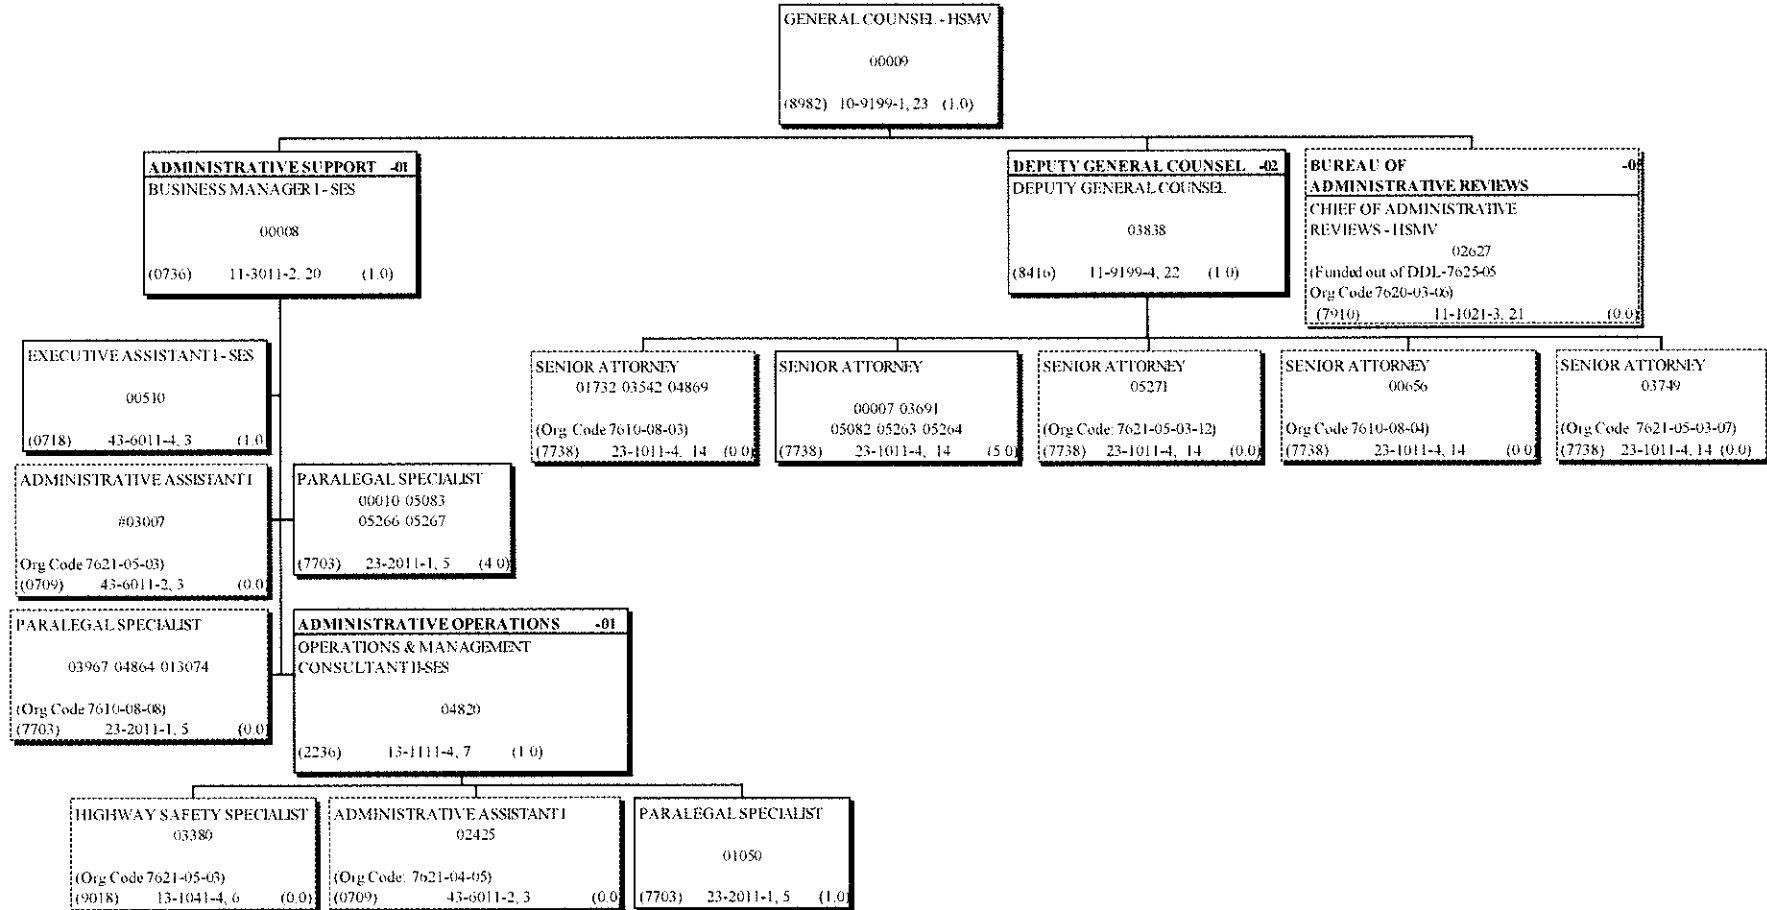 GENERAL COUNSEL - HSMV
00009
(8982) 10-9199-1, 23 (1.0)
ADMINISTRATIVE SUPPORT -01
BUSINESS MANAGER I - SES
00008
(0736) 11-3011-2, 20 (1.0)
DEPUTY GENERAL COUNSEL -02
DEPUTY GENERAL COUNSEL
03838
(8416) 11-9199-4, 22 (1 0)
BUREAU OF
ADMINISTRATIVE REVIEWS
CHIEF OF ADMINISTRATIVE
REVIEWS - HSMV
02627
(Funded out of DDL-7625-05
Org Code 7620-03-06)
(7910) 11-1021-3, 21 (0.0)
EXECUTIVE ASSISTANT I - SES
00510
(0718) 43-6011-4, 3 (1.0
SENIOR ATTORNEY
01732 03542 04869
(Org Code 7610-08-03)
(7738) 23-1011-4, 14 (0 0)
SENIOR ATTORNEY
00007 03691
05082 05263 05264
(7738) 23-1011-4, 14 (5 0)
SENIOR ATTORNEY
05271
(Org Code: 7621-05-03-12)
(7738) 23-1011-4, 14 (0.0)
SENIOR ATTORNEY
00656
Org Code 7610-08-04)
(7738) 23-1011-4, 14 (0 0)
SENIOR ATTORNEY
03749
(Org Code: 7621-05-03-07)
(7738) 23-1011-4, 14 (0.0)
ADMINISTRATIVE ASSISTANT I
#03007
Org Code 7621-05-03)
(0709) 43-6011-2, 3 (0.0
PARALEGAL SPECIALIST
00010 05083
05266 05267
(7703) 23-2011-1, 5 (4 0)
PARALEGAL SPECIALIST
03967 04864 013074
(Org Code 7610-08-08)
(7703) 23-2011-1, 5 (0.0
ADMINISTRATIVE OPERATIONS -01
OPERATIONS & MANAGEMENT
CONSULTANT II-SES
04820
(2236) 13-1111-4, 7 (1 0)
HIGHWAY SAFETY SPECIALIST
03380
(Org Code 7621-05-03)
(9018) 13-1041-4, 6 (0.0)
ADMINISTRATIVE ASSISTANT I
02425
(Org Code: 7621-04-05)
(0709) 43-6011-2, 3 (0.0
PARALEGAL SPECIALIST
01050
(7703) 23-2011-1, 5 (1.0)